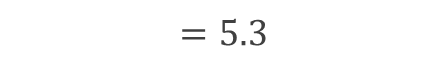 = 5.3